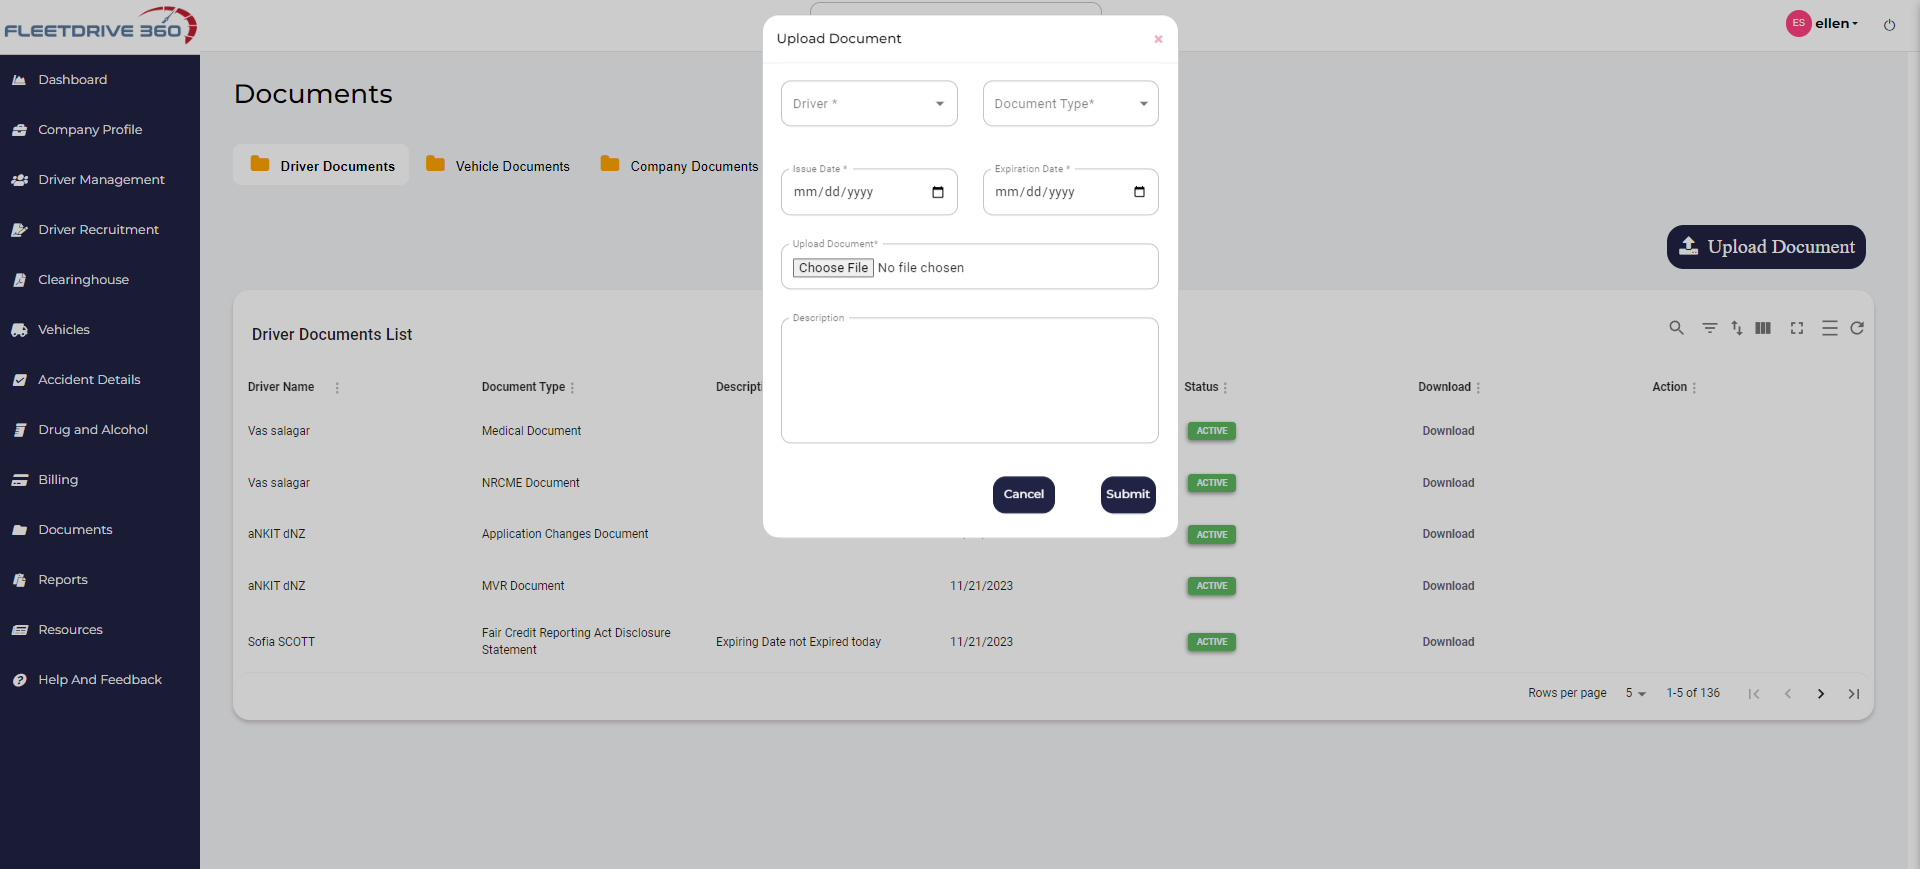 FLEETDRIVE 360
ES ellen
Dashboard
Company Profile
Driver Management
Driver Recruitment
Clearinghouse
Vehicles
Accident Details
Drug and Alcohol
Billing
Documents
Reports
Resources
Help And Feedback
Documents
Driver Documents Vehicle Documents Company Documents
Upload Document
Upload Document
Driver * Document Type*
Issue Date * Expiration Date *
mm/dd/yyyy mm/dd/yyyy
Upload Document*
Choose File No file chosen
Description
Cancel Submit
Driver Documents List
Driver Name Document Type Status Download Action
Vas salagar Medical Document ACTIVE Download
Vas salagar NRCME Document ACTIVE Download
aNKIT dNZ Application Changes Document ACTIVE Download
aNKIT dNZ MVR Document 11/21/2023 ACTIVE Download
Sofia SCOTT Fair Credit Reporting Act Disclosure Statement Expiring Date not Expired today 11/21/2023 ACTIVE Download
Rows per page 5 1-5 of 136